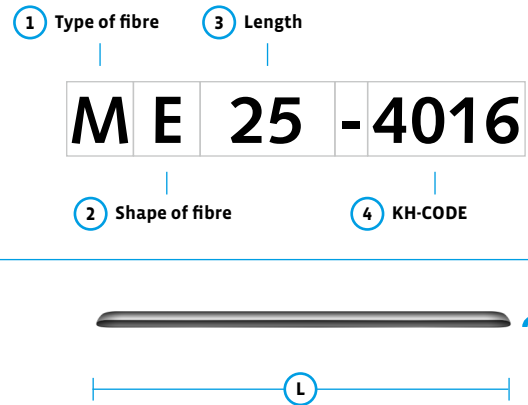 1 Type of fibre 3 Length
M E 25 - 4016
2 Shape of fibre 4 KH-CODE
L